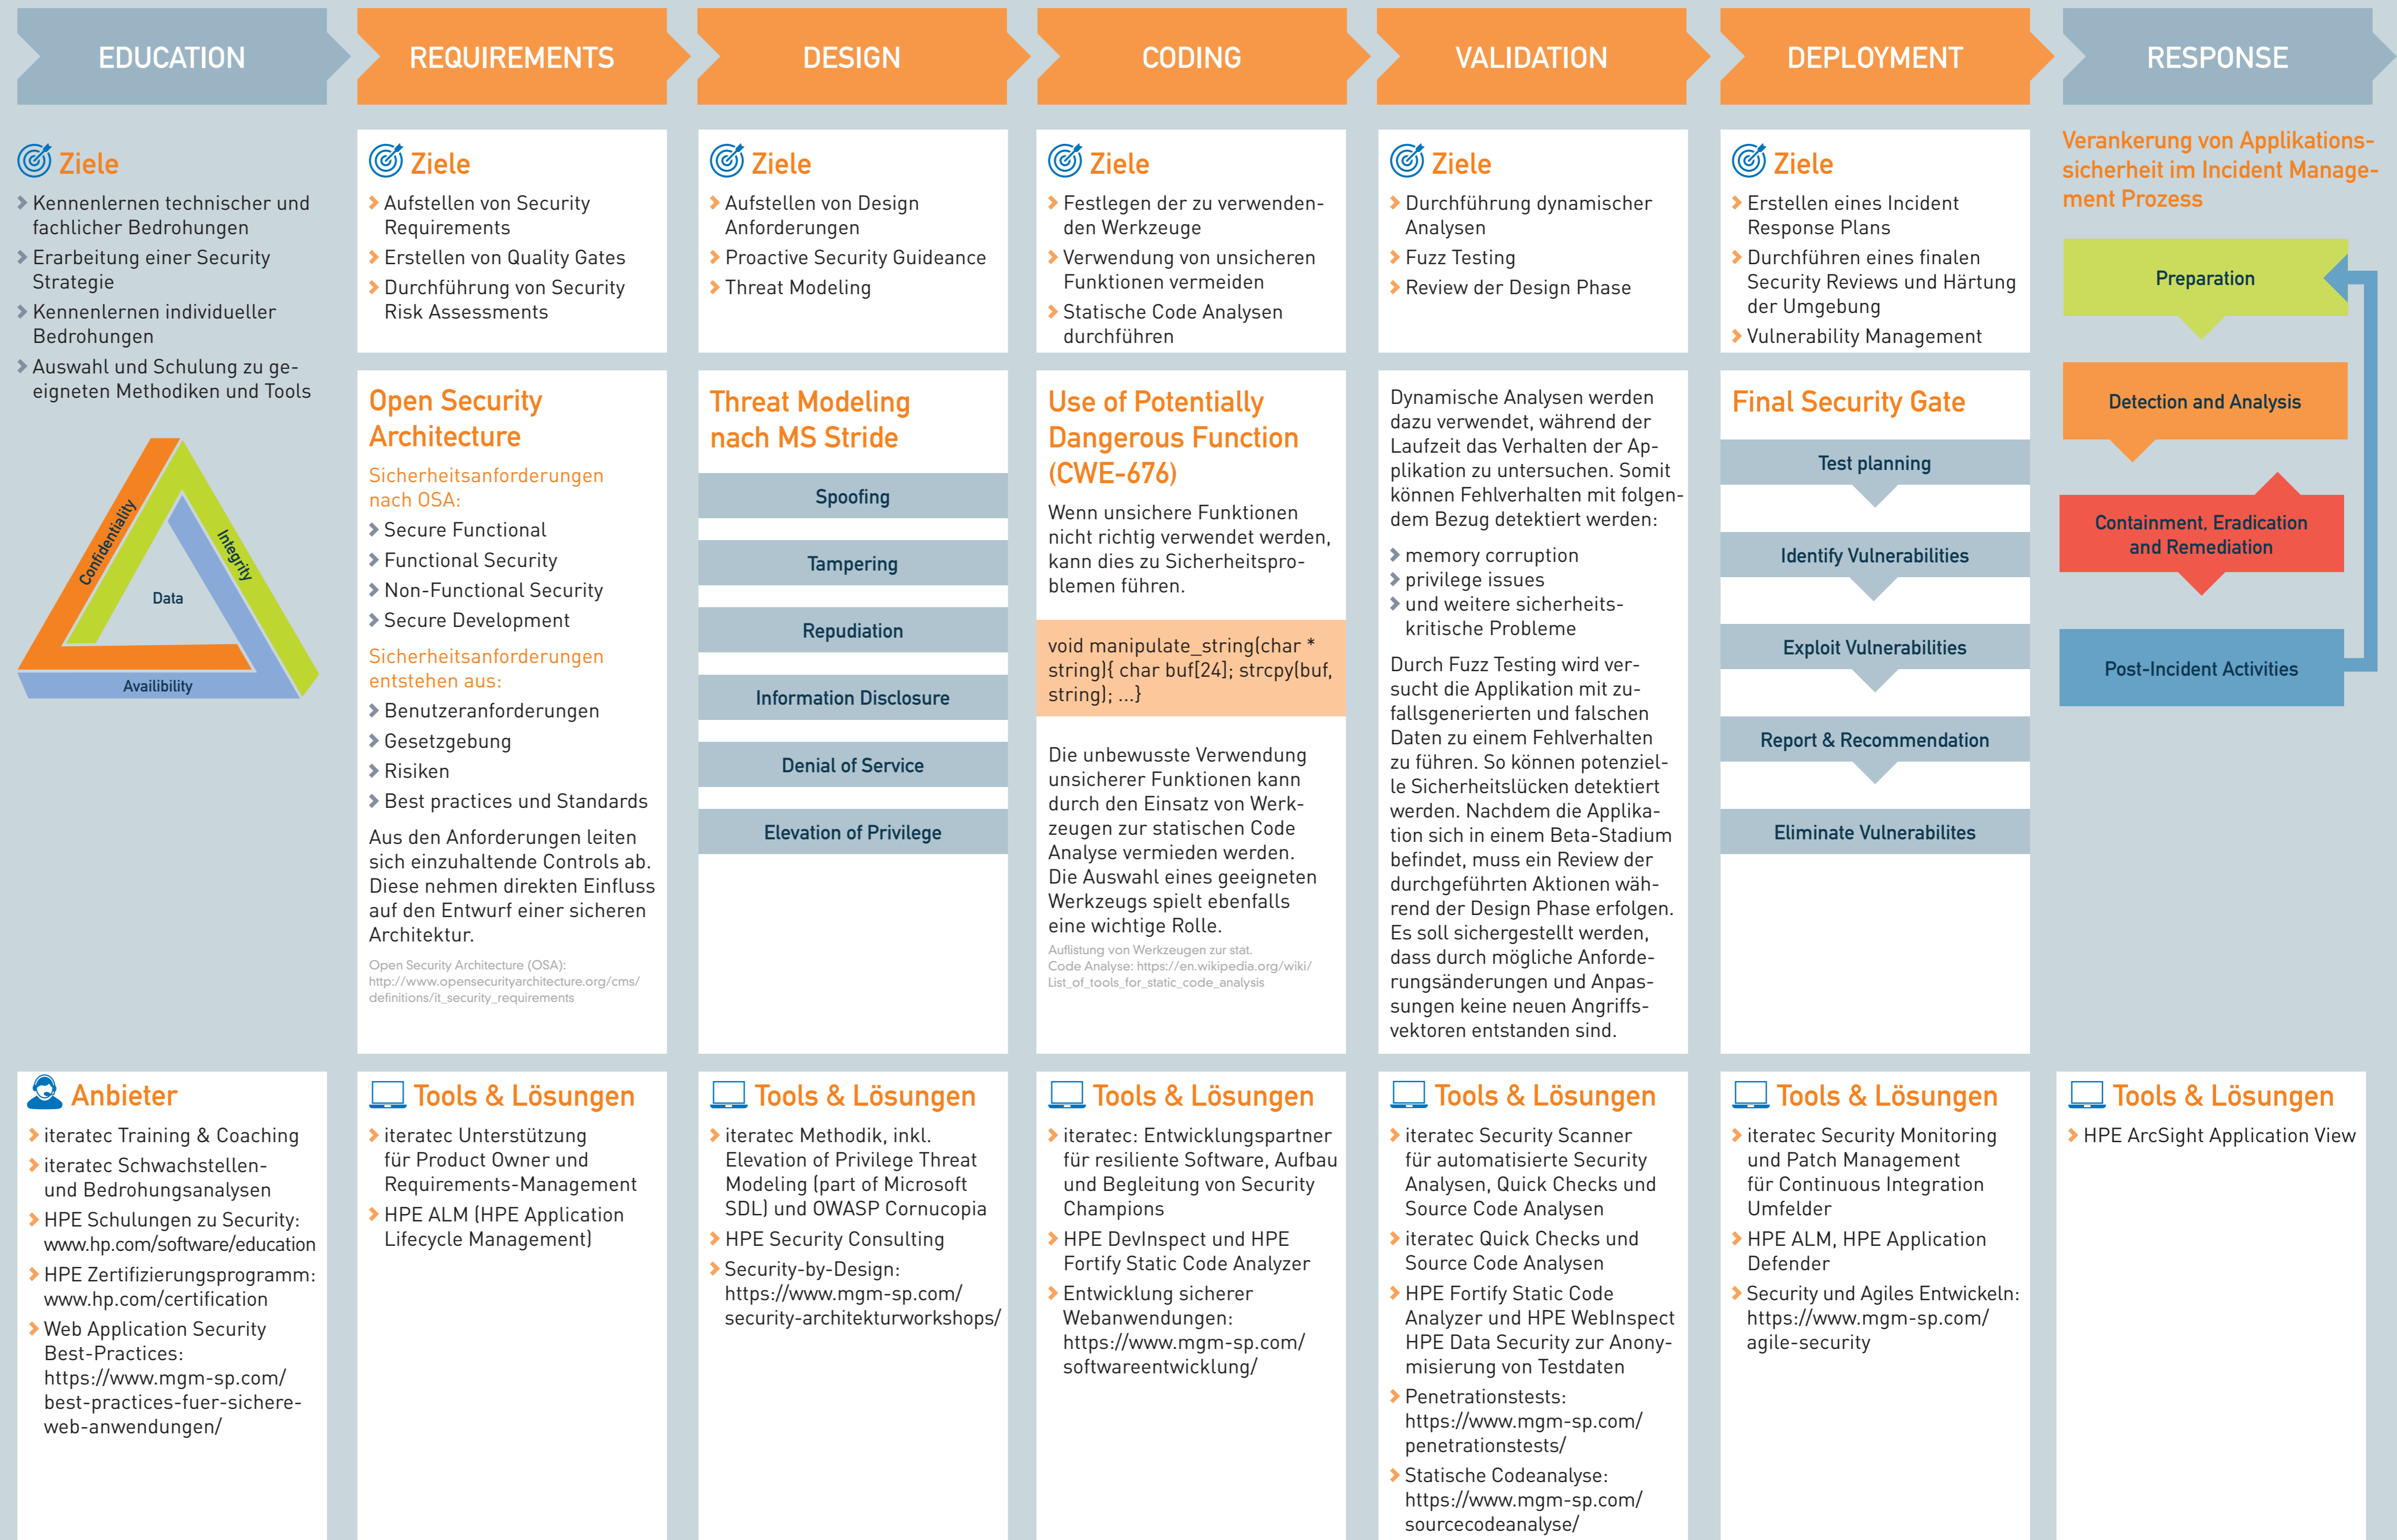 EDUCATION
REQUIREMENTS
DESIGN
CODING
VALIDATION
DEPLOYMENT
RESPONSE
Ziele
Kennenlernen technischer und
fachlicher Bedrohungen
Erarbeitung einer Security
Strategie
Kennenlernen individueller
Bedrohungen
Auswahl und Schulung zu ge-
eigneten Methodiken und Tools
Confidentiality
Integrity
Data
Availibility
Anbieter
iteratec Training & Coaching
iteratec Schwachstellen-
und Bedrohungsanalysen
HPE Schulungen zu Security:
www.hp.com/software/education
HPE Zertifizierungsprogramm:
www.hp.com/certification
Web Application Security
Best-Practices:
https://www.mgm-sp.com/
best-practices-fuer-sichere-
web-anwendungen/
Ziele
Aufstellen von Security
Requirements
Erstellen von Quality Gates
Durchführung von Security
Risk Assessments
Open Security
Architecture
Sicherheitsanforderungen
nach OSA:
Secure Functional
Functional Security
Non-Functional Security
Secure Development
Sicherheitsanforderungen
entstehen aus:
Benutzeranforderungen
Gesetzgebung
Risiken
Best practices und Standards
Aus den Anforderungen leiten
sich einzuhaltende Controls ab.
Diese nehmen direkten Einfluss
auf den Entwurf einer sicheren
Architektur.
Open Security Architecture (OSA):
http://www.opensecurityarchitecture.org/cms/
definitions/it_security_requirements
Tools & Lösungen
iteratec Unterstützung
für Product Owner und
Requirements-Management
HPE ALM (HPE Application
Lifecycle Management)
Ziele
Aufstellen von Design
Anforderungen
Proactive Security Guideance
Threat Modeling
Threat Modeling
nach MS Stride
Spoofing
Tampering
Repudiation
Information Disclosure
Denial of Service
Elevation of Privilege
Tools & Lösungen
iteratec Methodik, inkl.
Elevation of Privilege Threat
Modeling (part of Microsoft
SDL) und OWASP Cornucopia
HPE Security Consulting
Security-by-Design:
https://www.mgm-sp.com/
security-architekturworkshops/
Ziele
Festlegen der zu verwenden-
den Werkzeuge
Verwendung von unsicheren
Funktionen vermeiden
Statische Code Analysen
durchführen
Use of Potentially
Dangerous Function
(CWE-676)
Wenn unsichere Funktionen
nicht richtig verwendet werden,
kann dies zu Sicherheitspro-
blemen führen.
void manipulate_string(char *
string){ char buf[24]; strcpy(buf,
string); ...}
Die unbewusste Verwendung
unsicherer Funktionen kann
durch den Einsatz von Werk-
zeugen zur statischen Code
Analyse vermieden werden.
Die Auswahl eines geeigneten
Werkzeugs spielt ebenfalls
eine wichtige Rolle.
Auflistung von Werkzeugen zur stat.
Code Analyse: https://en.wikipedia.org/wiki/
List_of_tools_for_static_code_analysis
Tools & Lösungen
iteratec: Entwicklungspartner
für resiliente Software, Aufbau
und Begleitung von Security
Champions
HPE DevInspect und HPE
Fortify Static Code Analyzer
Entwicklung sicherer
Webanwendungen:
https://www.mgm-sp.com/
softwareentwicklung/
Ziele
Durchführung dynamischer
Analysen
Fuzz Testing
Review der Design Phase
Dynamische Analysen werden
dazu verwendet, während der
Laufzeit das Verhalten der Ap-
plikation zu untersuchen. Somit
können Fehlverhalten mit folgen-
dem Bezug detektiert werden:
memory corruption
privilege issues
und weitere sicherheits-
kritische Probleme
Durch Fuzz Testing wird ver-
sucht die Applikation mit zu-
fallsgenerierten und falschen
Daten zu einem Fehlverhalten
zu führen. So können potenziel-
le Sicherheitslücken detektiert
werden. Nachdem die Applika-
tion sich in einem Beta-Stadium
befindet, muss ein Review der
durchgeführten Aktionen wäh-
rend der Design Phase erfolgen.
Es soll sichergestellt werden,
dass durch mögliche Anforde-
rungsänderungen und Anpas-
sungen keine neuen Angriffs-
vektoren entstanden sind.
Tools & Lösungen
iteratec Security Scanner
für automatisierte Security
Analysen, Quick Checks und
Source Code Analysen
iteratec Quick Checks und
Source Code Analysen
HPE Fortify Static Code
Analyzer und HPE WebInspect
HPE Data Security zur Anony-
misierung von Testdaten
Penetrationstests:
https://www.mgm-sp.com/
penetrationstests/
Statische Codeanalyse:
https://www.mgm-sp.com/
sourcecodeanalyse/
Ziele
Erstellen eines Incident
Response Plans
Durchführen eines finalen
Security Reviews und Härtung
der Umgebung
Vulnerability Management
Final Security Gate
Test planning
Identify Vulnerabilities
Exploit Vulnerabilities
Report & Recommendation
Eliminate Vulnerabilites
Tools & Lösungen
iteratec Security Monitoring
und Patch Management
für Continuous Integration
Umfelder
HPE ALM, HPE Application
Defender
Security und Agiles Entwickeln:
https://www.mgm-sp.com/
agile-security
Verankerung von Applikations-
sicherheit im Incident Manage-
ment Prozess
Preparation
Detection and Analysis
Containment, Eradication
and Remediation
Post-Incident Activities
Tools & Lösungen
HPE ArcSight Application View